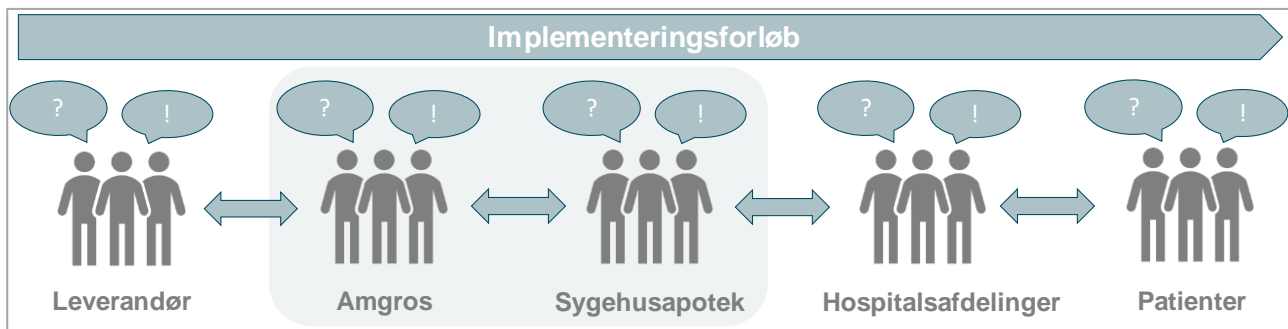 Implementeringsforløb
? ! ? ! ? ! ? ! ? !
Leverandør Amgros Sygehusapotek Hospitalsafdelinger Patienter